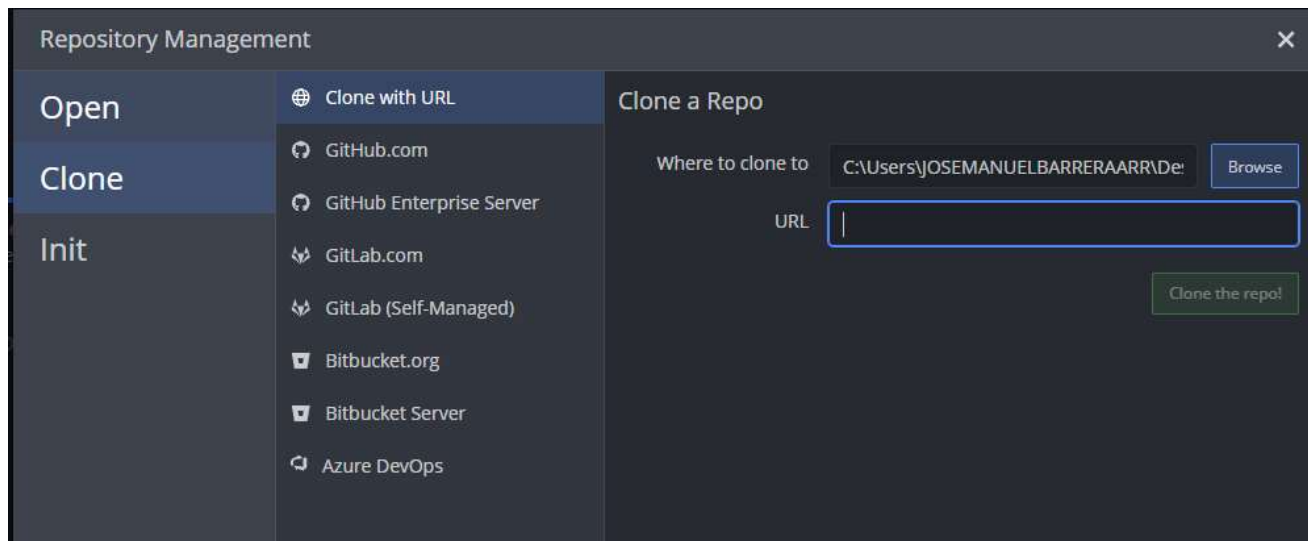 Repository Management
Open
Clone
Init
Clone with URL
GitHub.com
GitHub Enterprise Server
GitLab.com
GitLab (Self-Managed)
Bitbucket.org
Bitbucket Server
Azure DevOps
Clone a Repo
Where to clone to C:\Users\JOSEMANUELBARRERAARR\De: Browse
URL
Clone the repo!